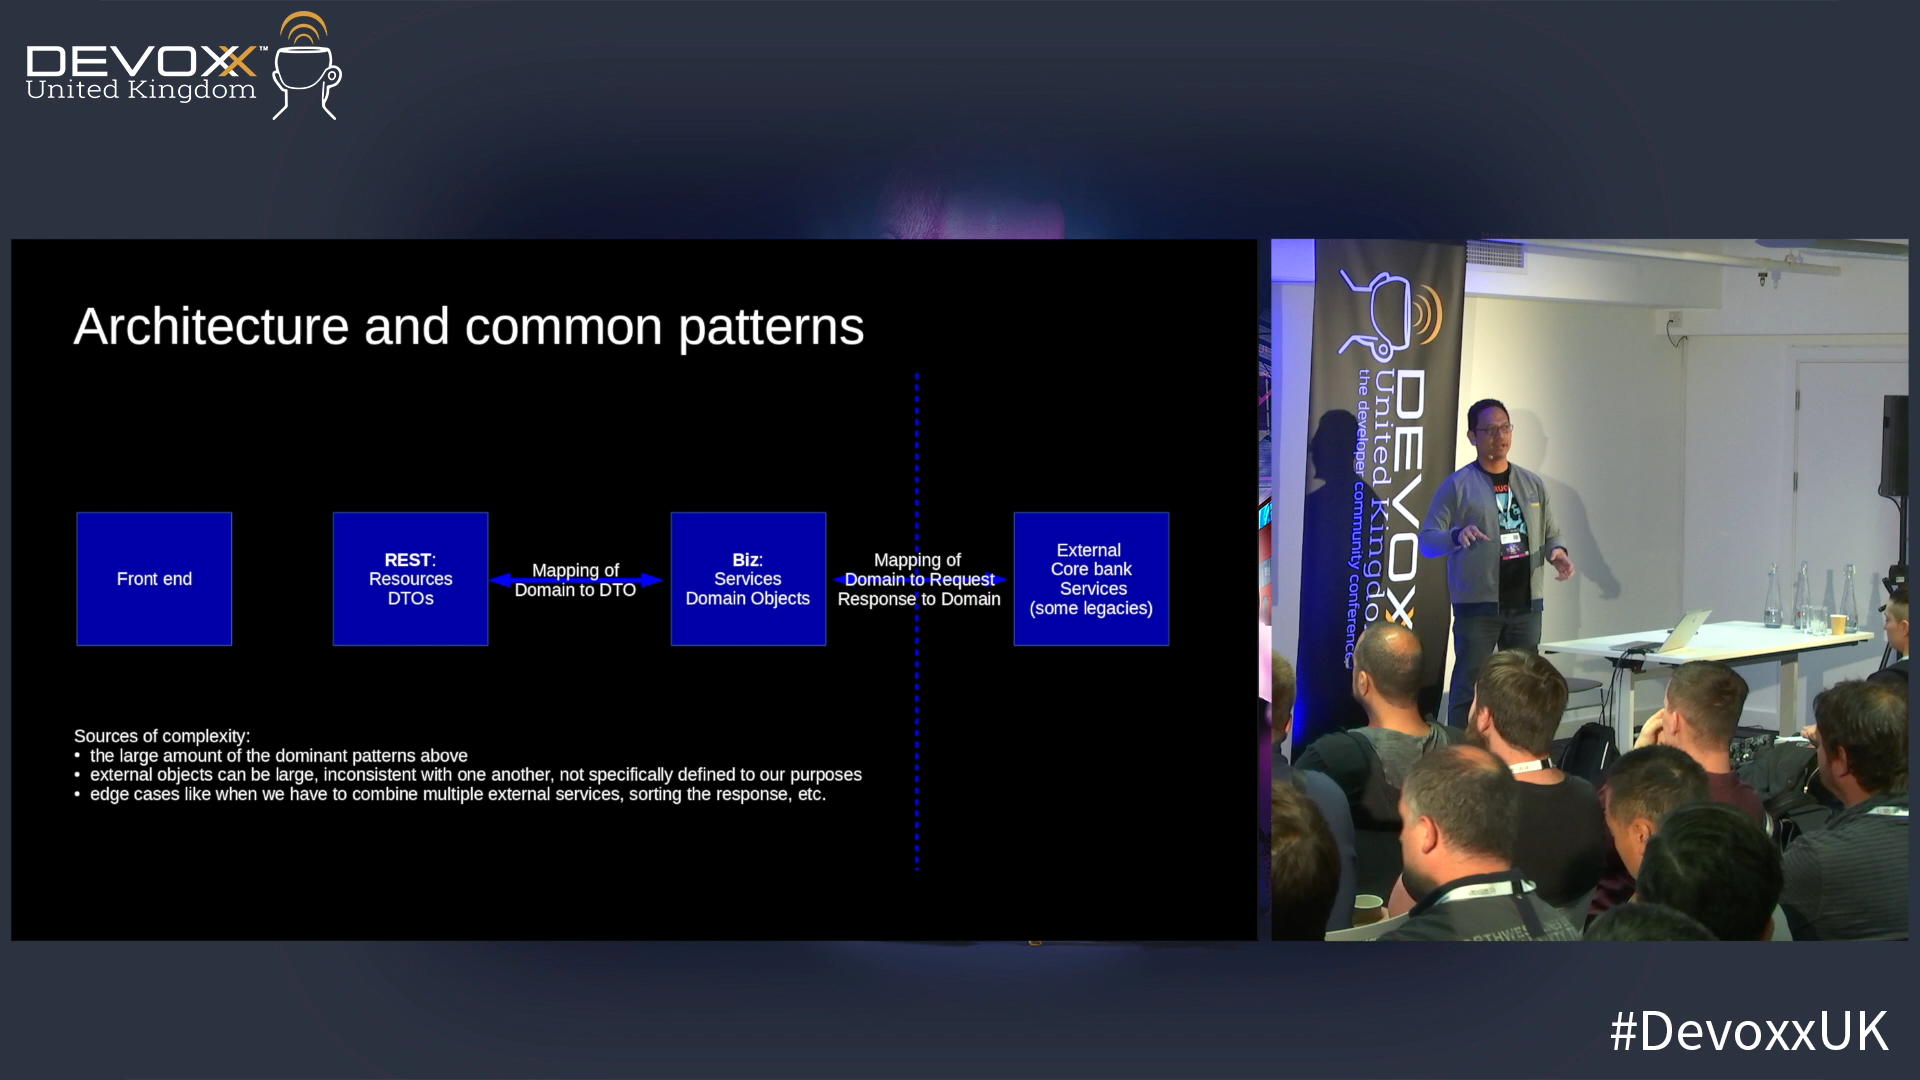 DEVOXX™
United Kingdom
Architecture and common patterns
Front end
REST:
Resources
DTOs
Mapping of
Domain to DTO
Biz:
Services
Domain Objects
Mapping of
Domain to Request
Response to Domain
External
Core bank
Services
(some legacies)
Sources of complexity:
• the large amount of the dominant patterns above
• external objects can be large, inconsistent with one another, not specifically defined to our purposes
• edge cases like when we have to combine multiple external services, sorting the response, etc.
DEVOXX
United Kingdo
the developer community conference
#DevoxxUK